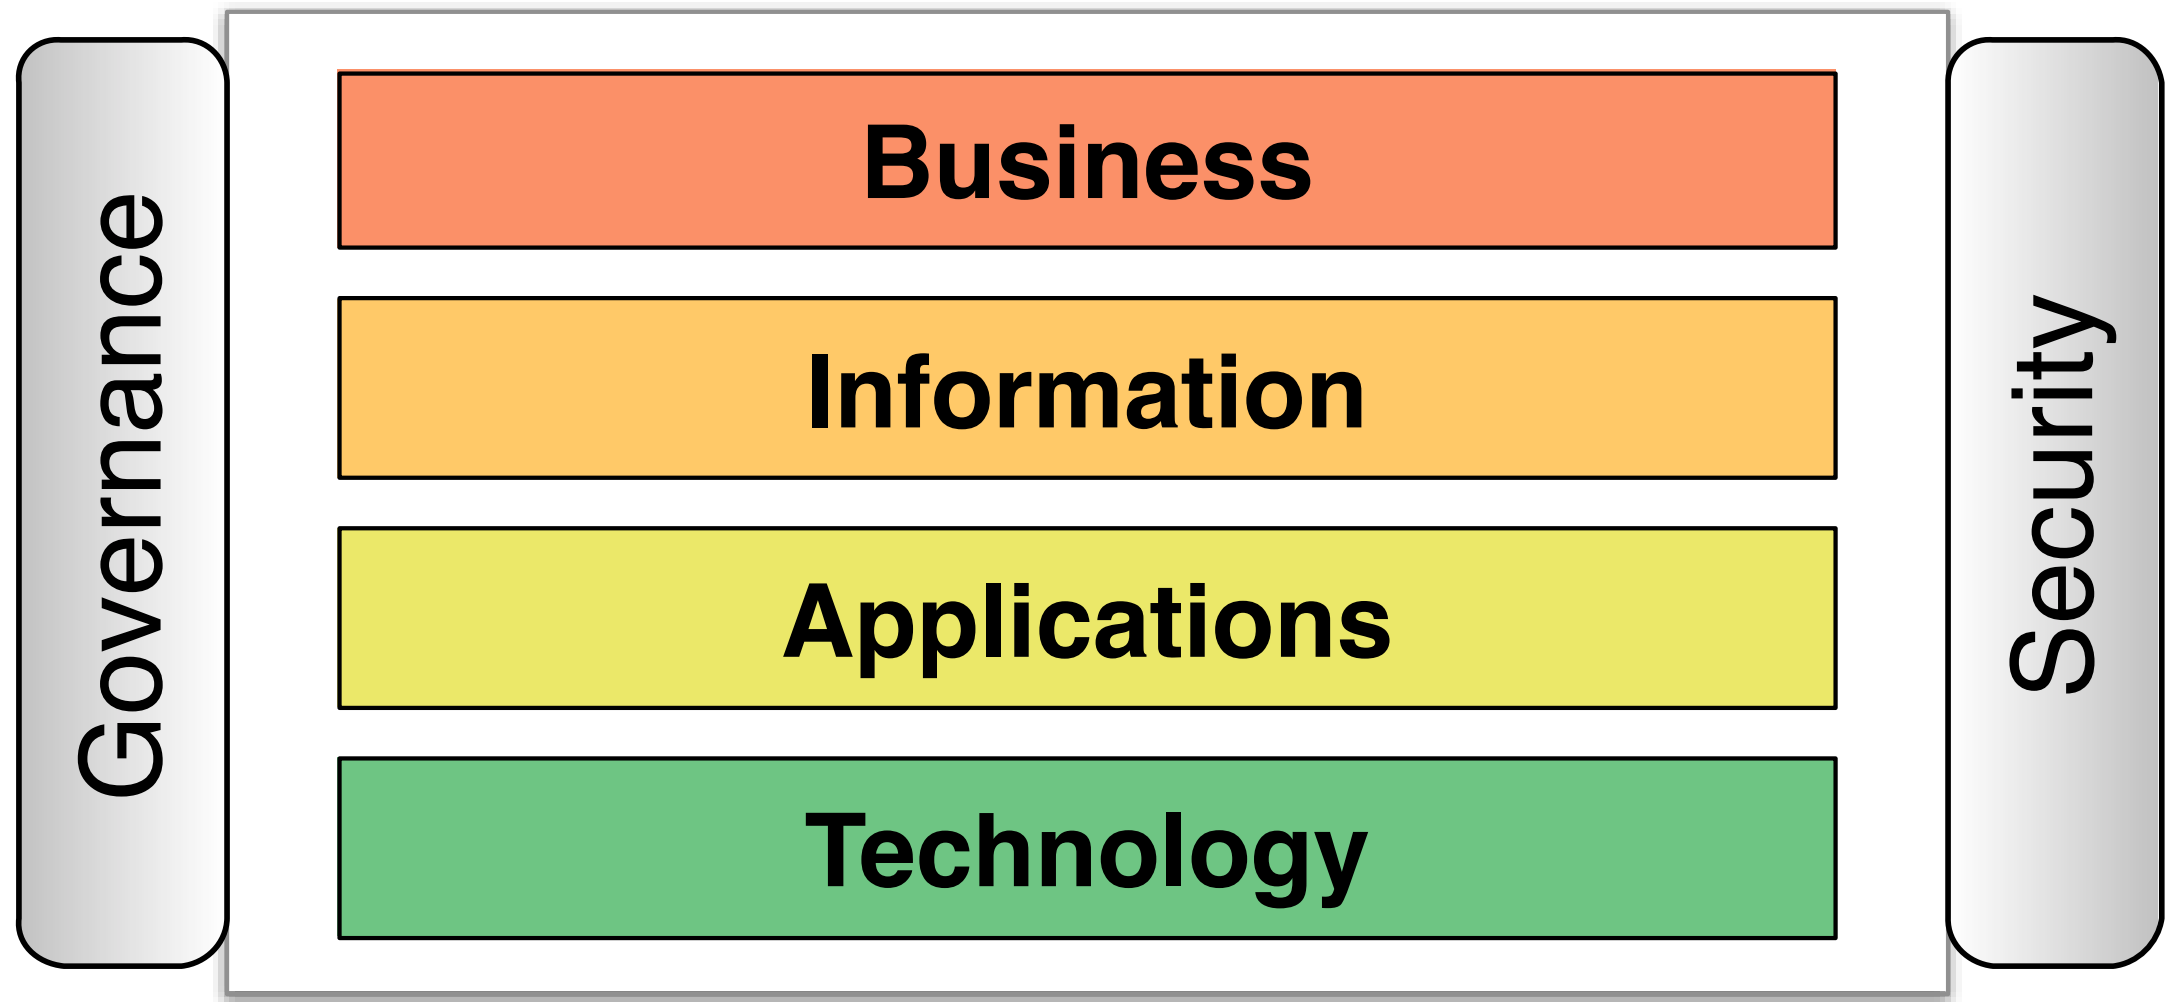 Governance
Business
Information
Applications
Technology
Security